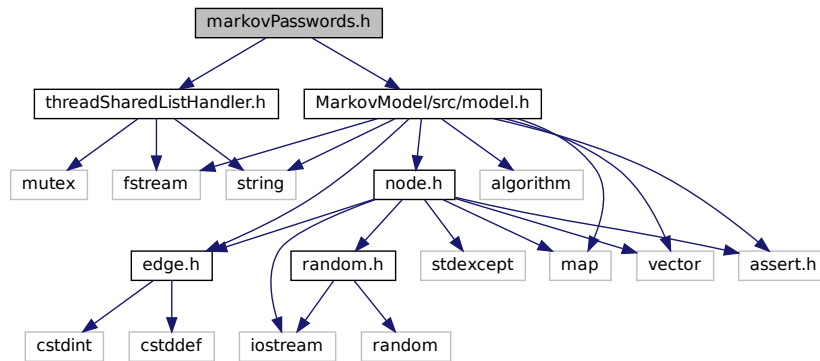 markovPasswords.h
threadSharedListHandler.h
MarkovModel/src/model.h
mutex
fstream
string
node.h
algorithm
edge.h
random.h
stdexcept
map
vector
assert.h
cstdint
cstddef
iostream
random